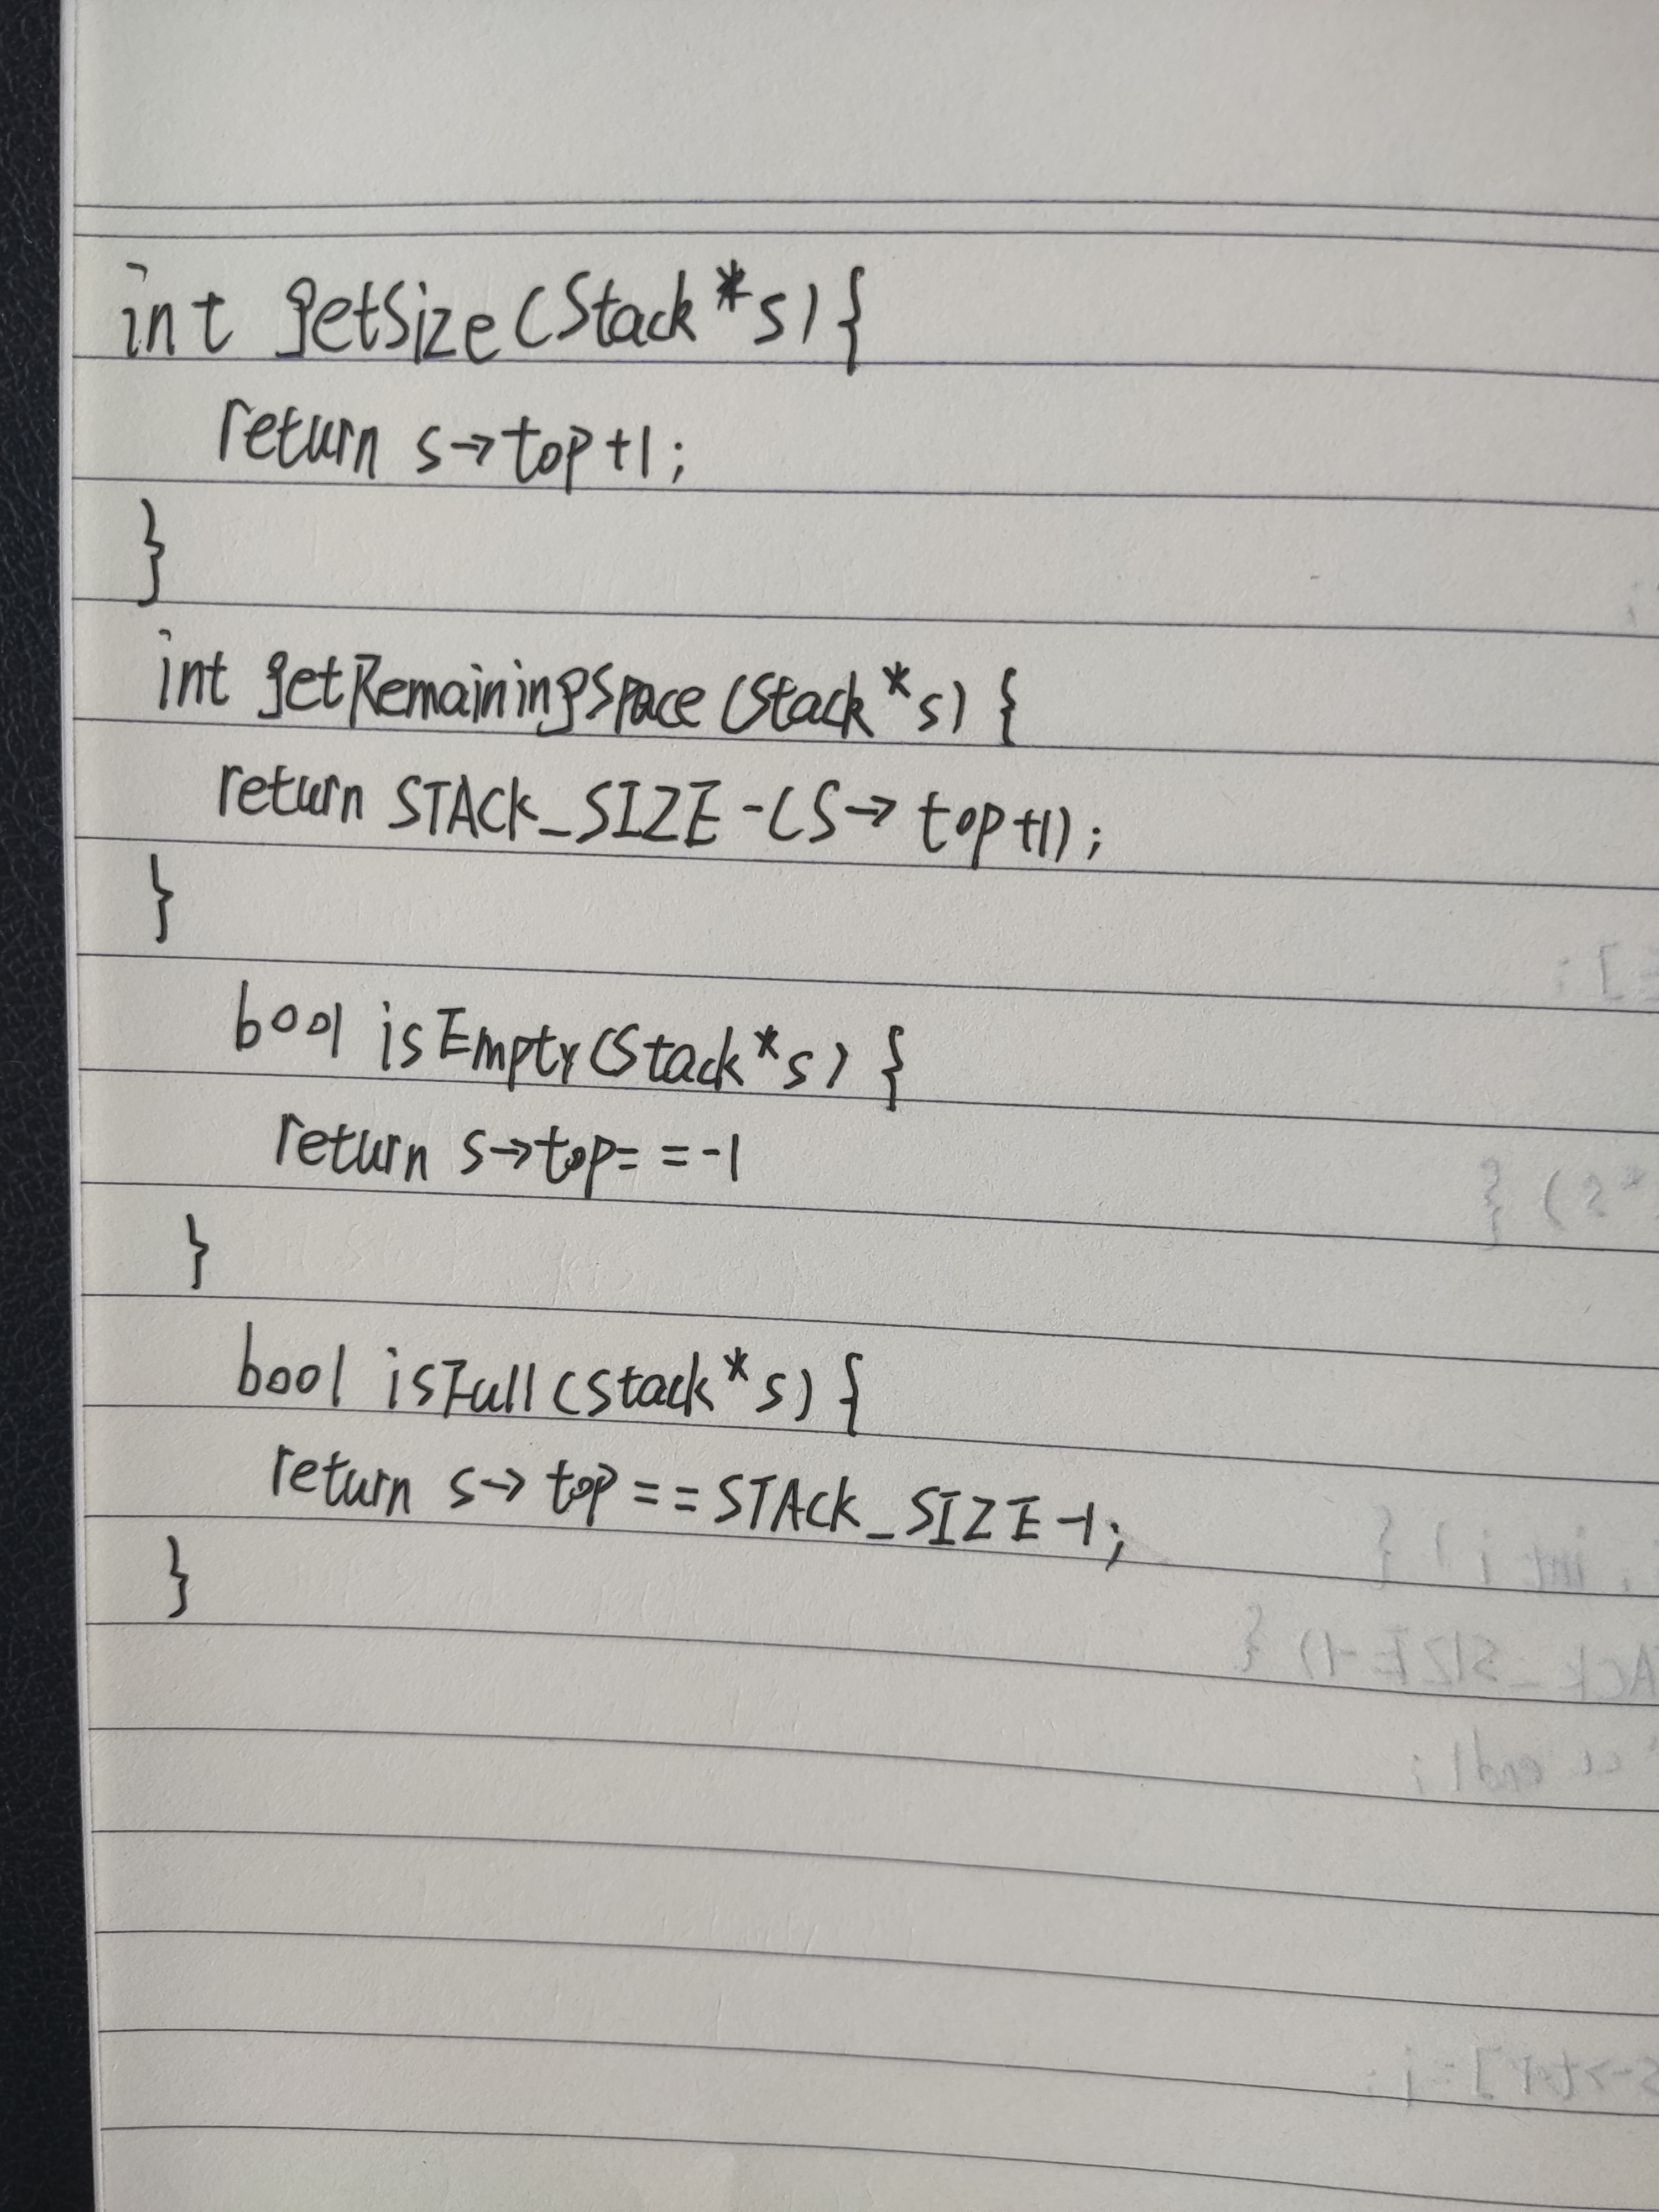 int getSize(Stack*s){
return s->top+1;
}
int getRemainingSpace(Stack*s){
return STACK_SIZE-(S->top+1);
}
bool isEmpty(Stack*s){
return s->top==-1
}
bool isFull(Stack*s){
return s->top==STACK_SIZE-1;
}